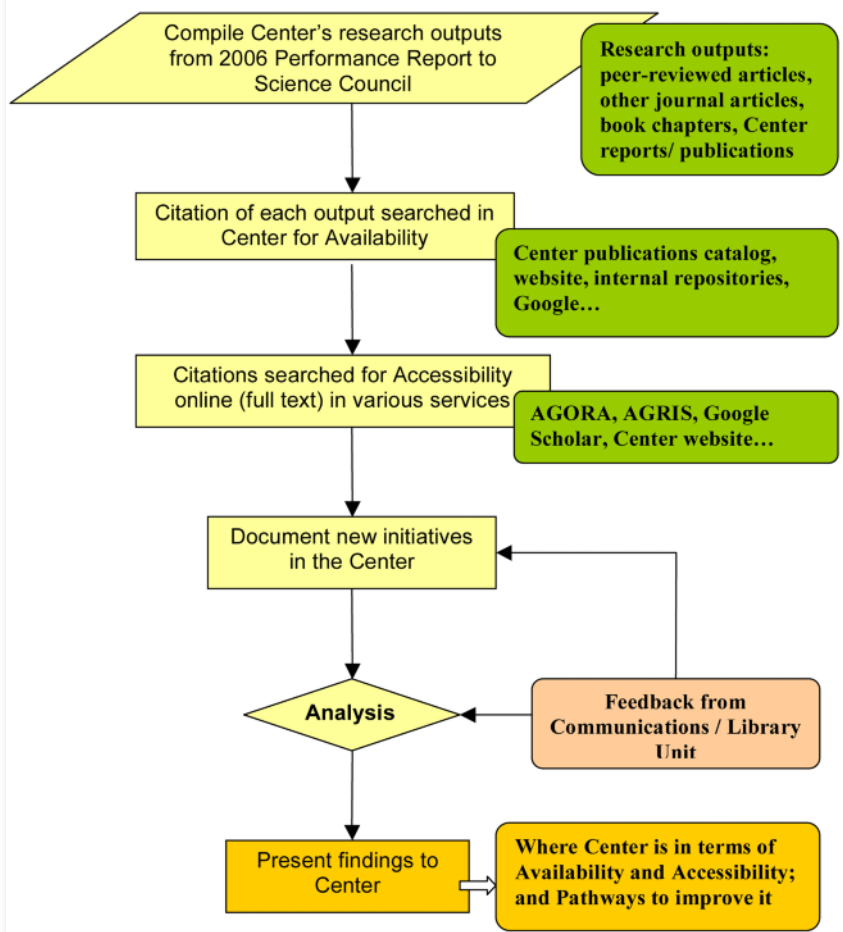 Compile Center's research outputs
from 2006 Performance Report to
Science Council
Research outputs:
peer-reviewed articles,
other journal articles,
book chapters, Center
reports/ publications
Citation of each output searched in
Center for Availability
Center publications catalog,
website, internal repositories,
Google…
Citations searched for Accessibility
online (full text) in various services
AGORA, AGRIS, Google
Scholar, Center website…
Document new initiatives
in the Center
Analysis
Feedback from
Communications / Library
Unit
Present findings to
Center
Where Center is in terms of
Availability and Accessibility;
and Pathways to improve it